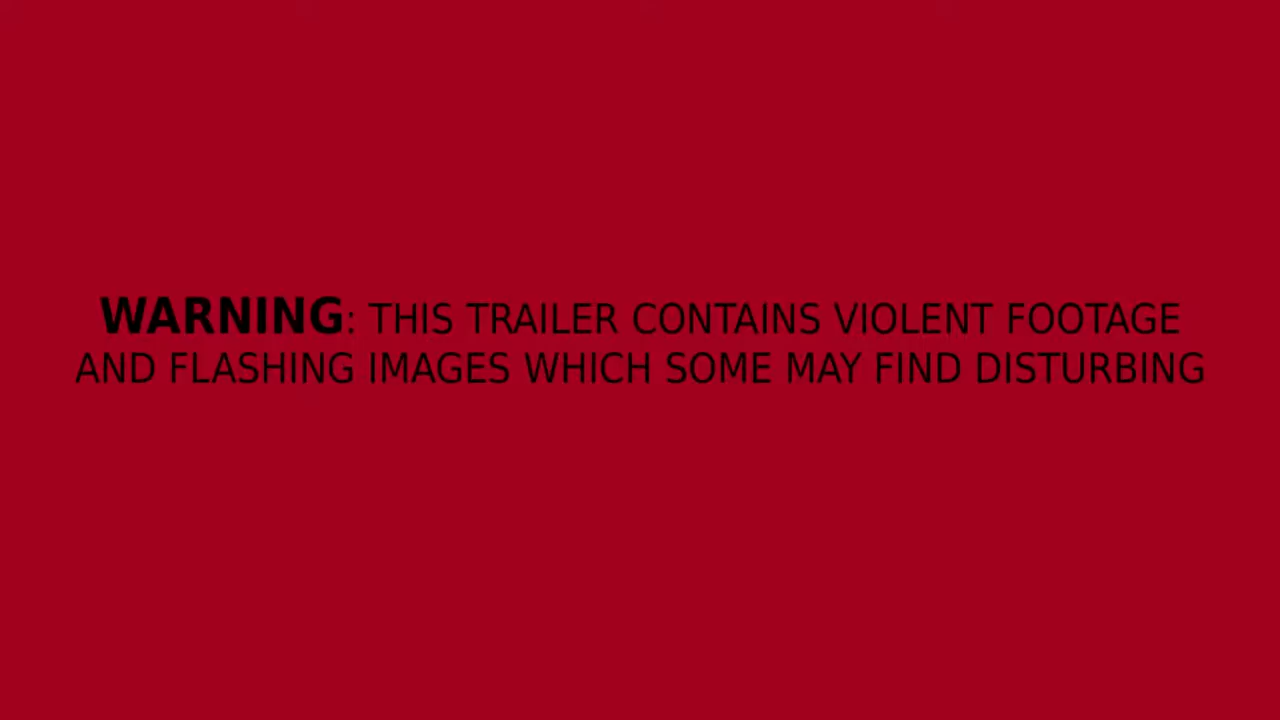 WARNING: THIS TRAILER CONTAINS VIOLENT FOOTAGE
AND FLASHING IMAGES WHICH SOME MAY FIND DISTURBING